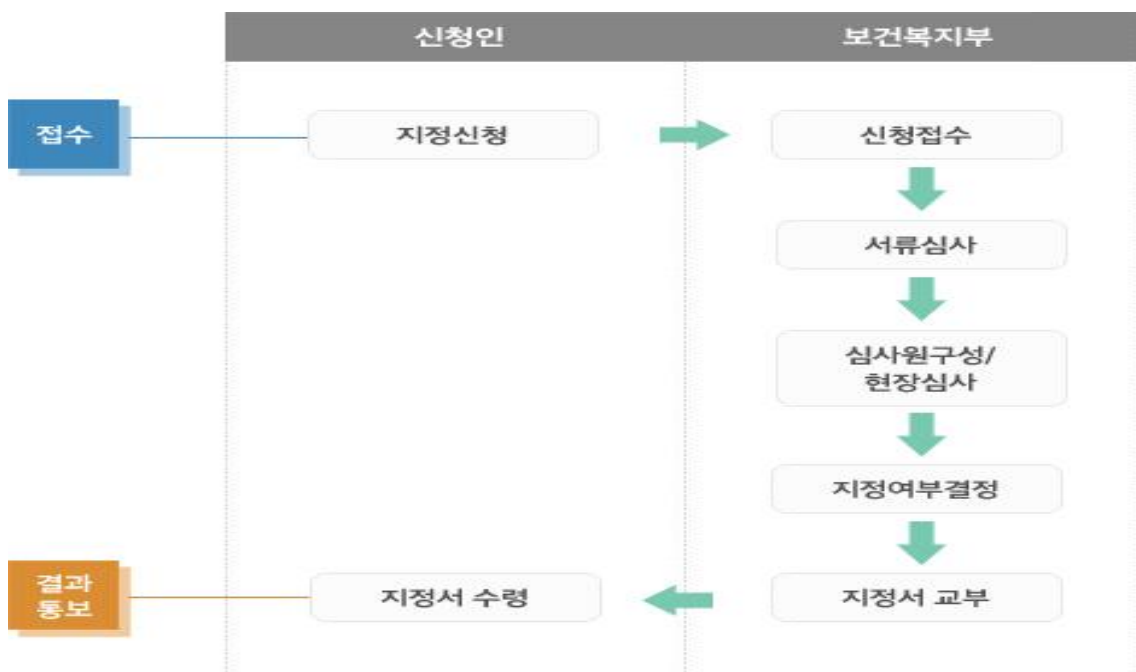 신청인
보건복지부
접수
지정신청
신청접수
서류심사
심사원구성/
현장심사
지정여부결정
결과
통보
지정서 수령
지정서 교부